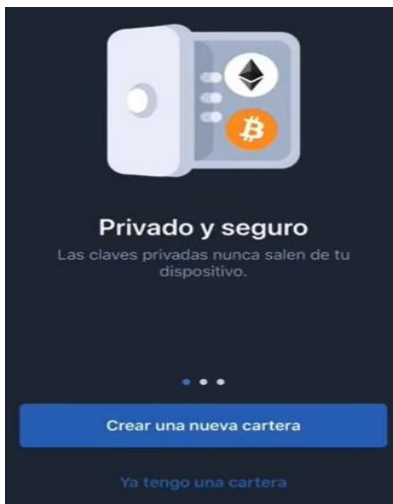 Privado y seguro
Las claves privadas nunca salen de tu
dispositivo.
Crear una nueva cartera
Ya tengo una cartera